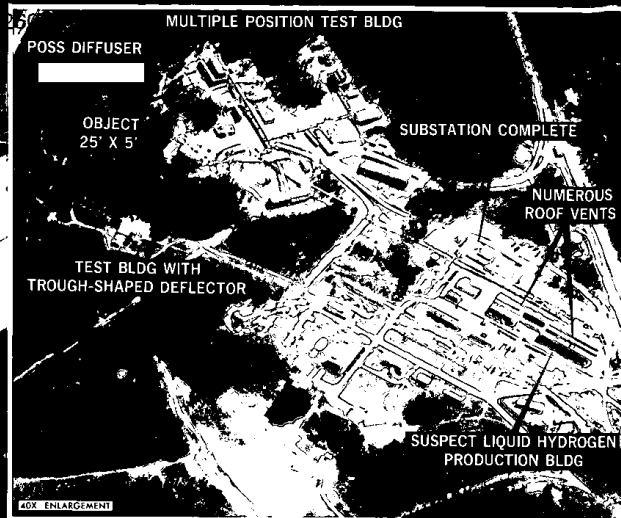 MULTIPLE POSITION TEST BLDG
POSS DIFFUSER
OBJECT
25' X 5'
SUBSTATION COMPLETE
NUMEROUS
ROOF VENTS
TEST BLDG WITH
TROUGH-SHAPED DEFLECTOR
SUSPECT LIQUID HYDROGEN
PRODUCTION BLDG
40X ENLARGEMENT